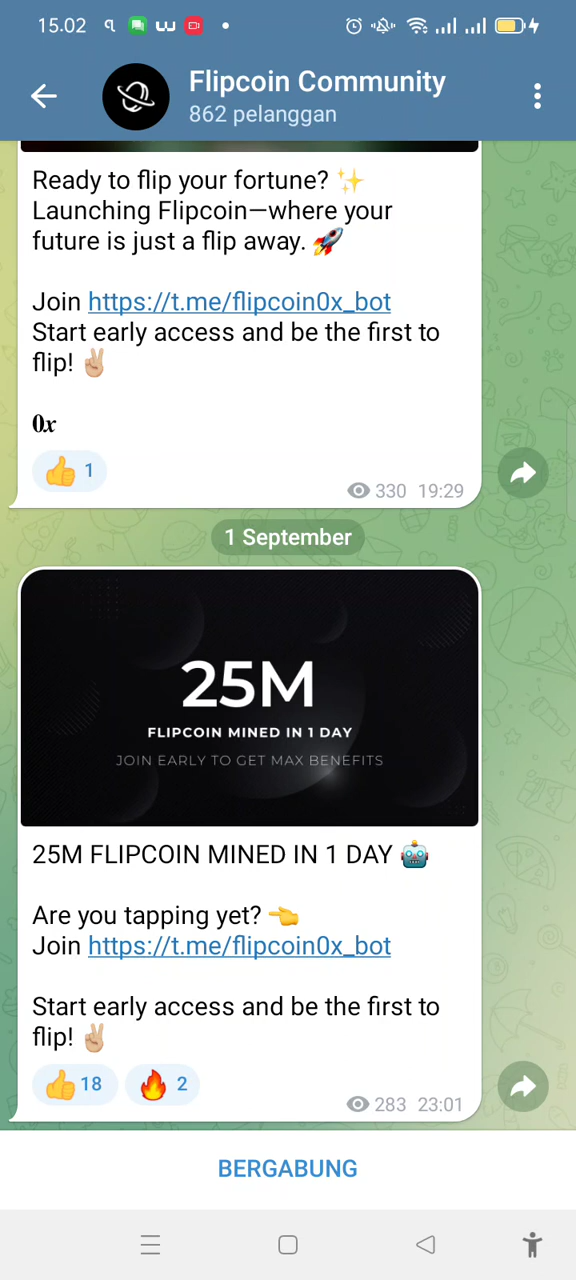 15.02
Flipcoin Community
862 pelanggan
Ready to flip your fortune? ✨
Launching Flipcoin—where your
future is just a flip away. 🚀
Join https://t.me/flipcoin0x_bot
Start early access and be the first to
flip! ✌🏼
0x
👍 1
330 19:29
1 September
25M
FLIPCOIN MINED IN 1 DAY
JOIN EARLY TO GET MAX BENEFITS
25M FLIPCOIN MINED IN 1 DAY 🤖
Are you tapping yet? 👈
Join https://t.me/flipcoin0x_bot
Start early access and be the first to
flip! ✌🏼
👍 18 🔥 2
283 23:01
BERGABUNG